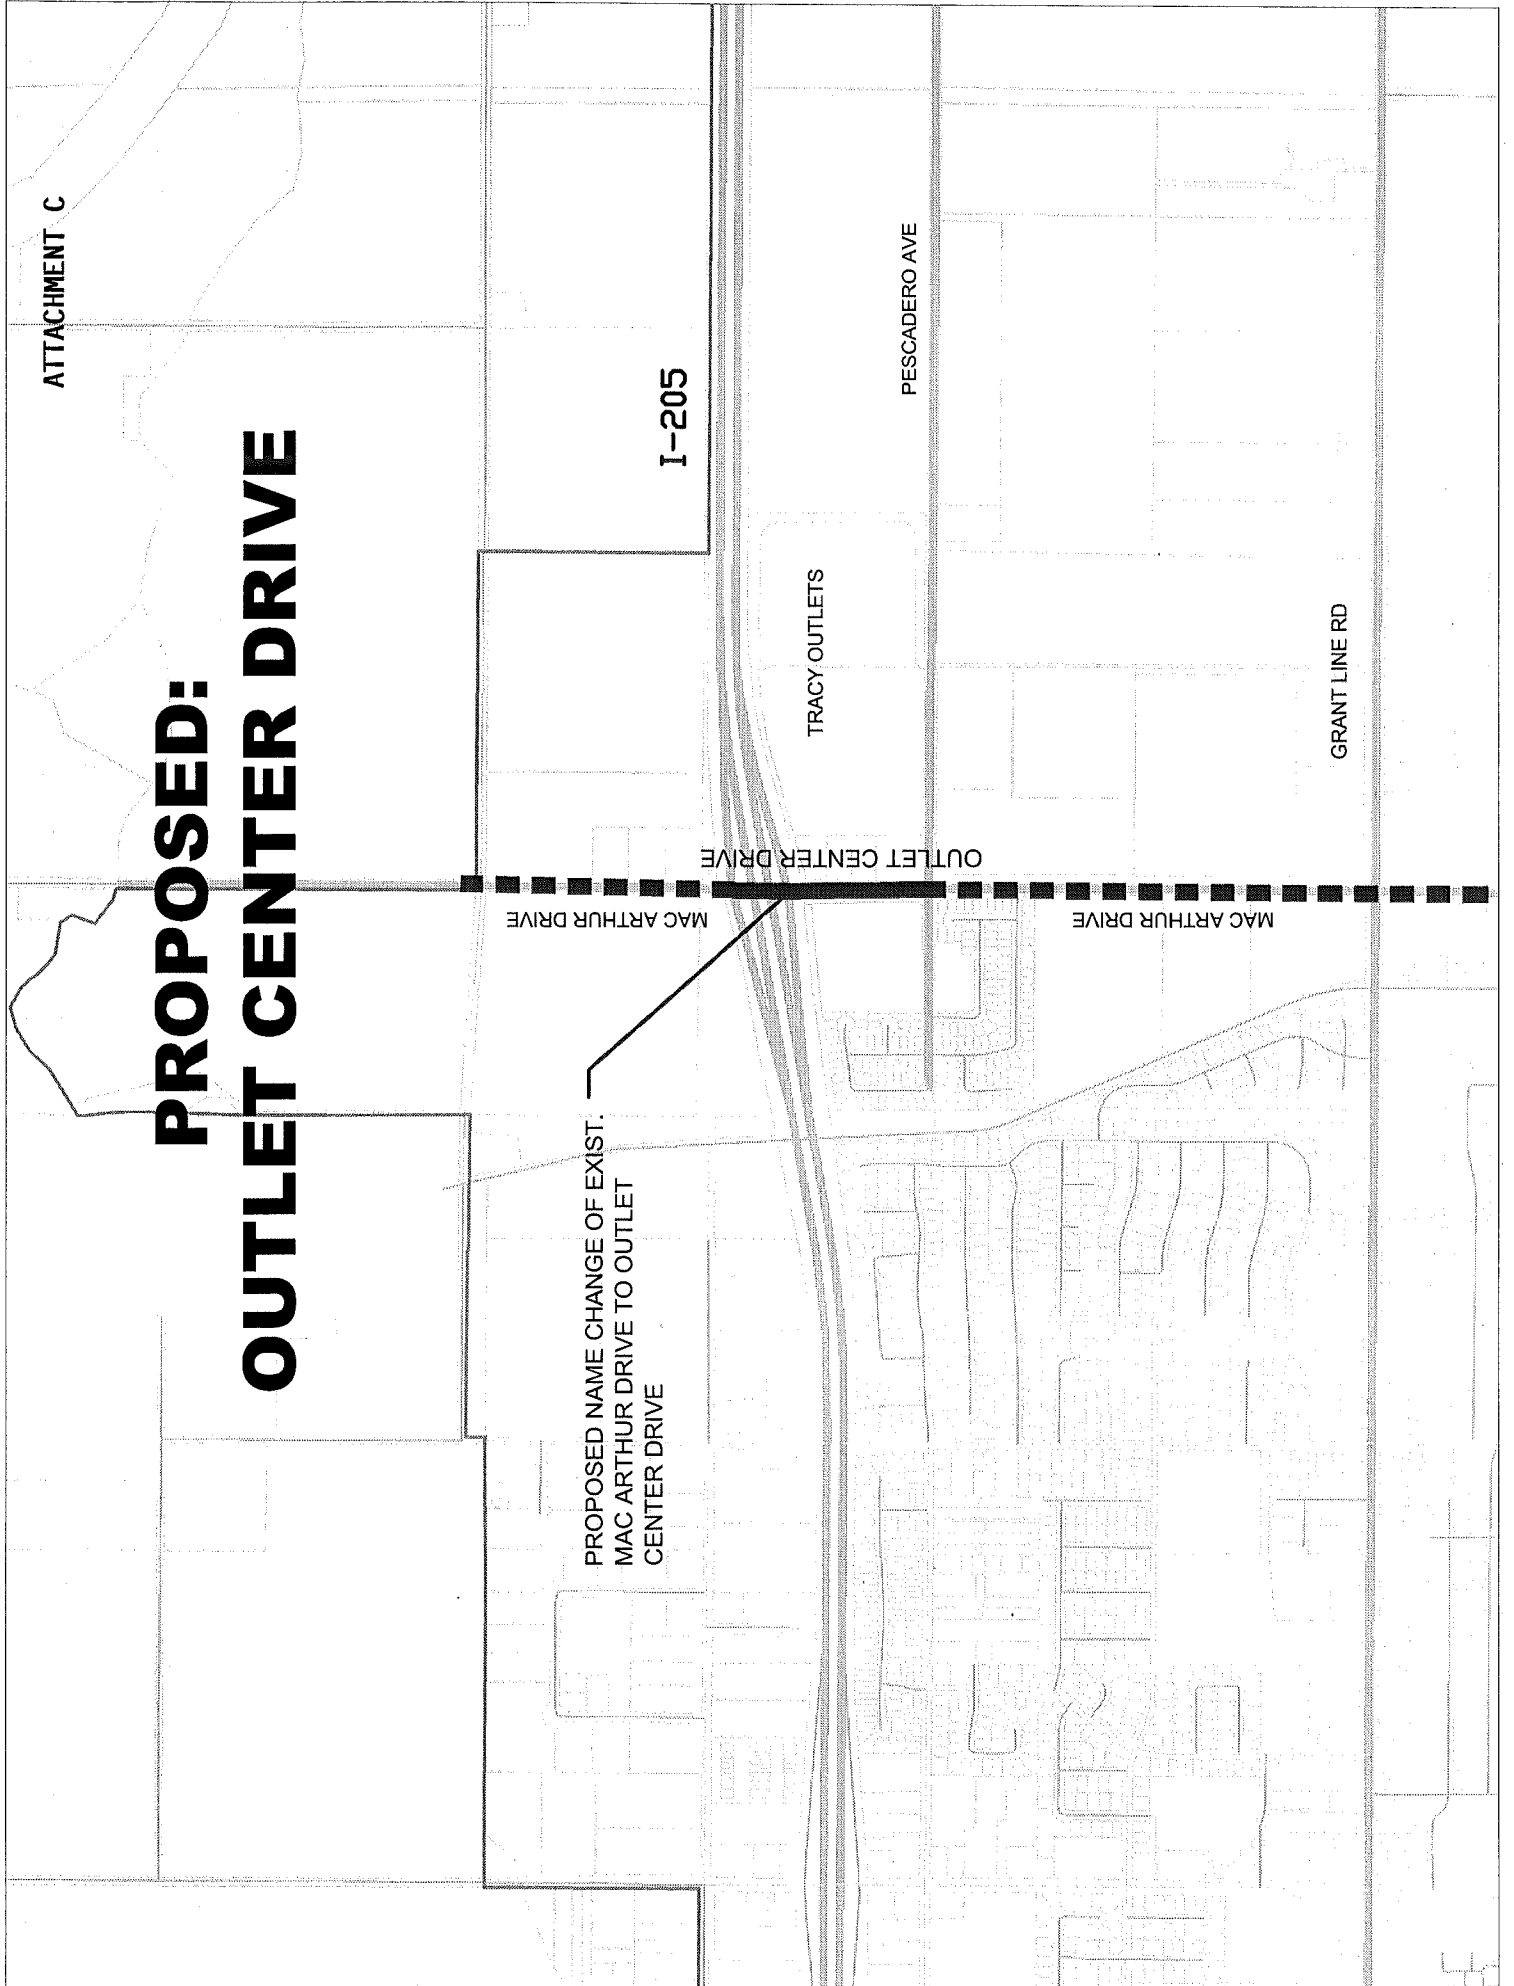 ATTACHMENT C
PROPOSED:
OUTLET CENTER DRIVE
I-205
PESCADERO AVE
TRACY OUTLETS
GRANT LINE RD
OUTLET CENTER DRIVE
MAC ARTHUR DRIVE
MAC ARTHUR DRIVE
PROPOSED NAME CHANGE OF EXIST.
MAC ARTHUR DRIVE TO OUTLET
CENTER DRIVE